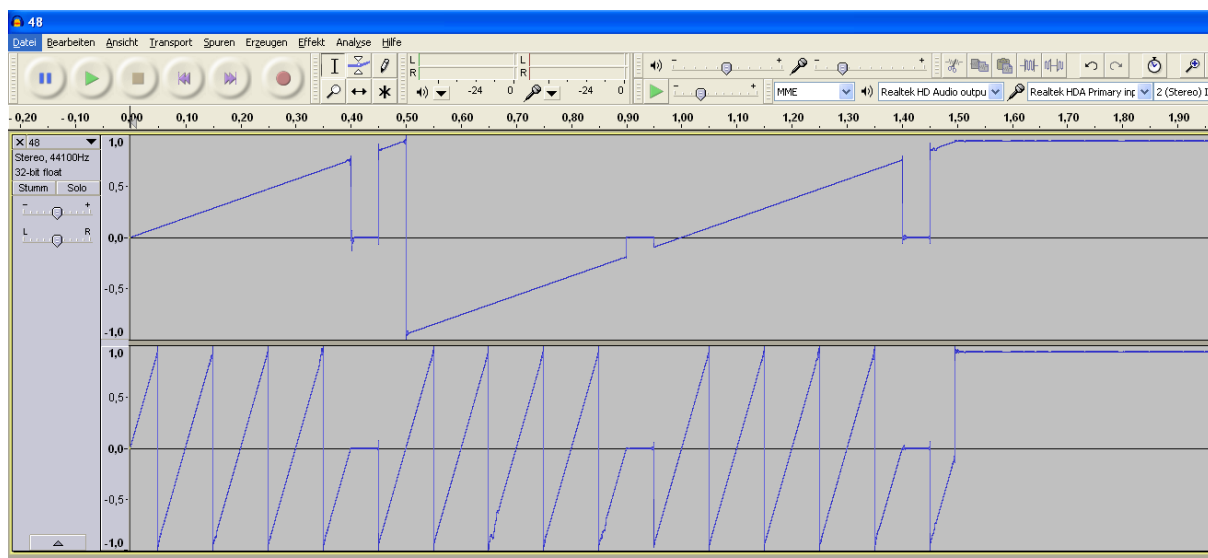 48
Datei Bearbeiten Ansicht Transport Spuren Erzeugen Effekt Analyse Hilfe
L L
R R
-24 0 -24 0
MME Realtek HD Audio outpu Realtek HDA Primary inp 2 (Stereo) I
- 0,20 - 0,10 0,00 0,10 0,20 0,30 0,40 0,50 0,60 0,70 0,80 0,90 1,00 1,10 1,20 1,30 1,40 1,50 1,60 1,70 1,80 1,90
48
Stereo, 44100Hz
32-bit float
Stumm Solo
- +
L R
1,0
0,5-
0,0-
-0,5-
-1,0
1,0
0,5-
0,0-
-0,5-
-1,0